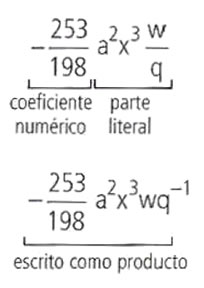 -253/198 a²x³ w/q
coeficiente parte
numérico literal
-253/198 a²x³wq⁻¹
escrito como producto